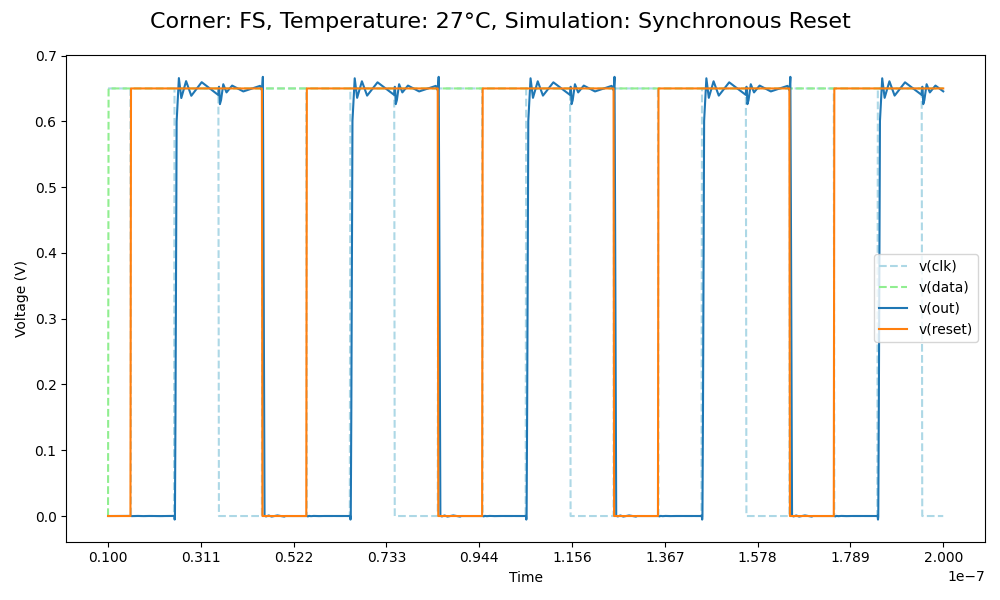 Corner: FS, Temperature: 27°C, Simulation: Synchronous Reset
0.7
0.6
0.5
0.4
0.3
0.2
0.1
0.0
Voltage (V)
v(clk)
v(data)
v(out)
v(reset)
0.100 0.311 0.522 0.733 0.944 1.156 1.367 1.578 1.789 2.000
1e−7
Time